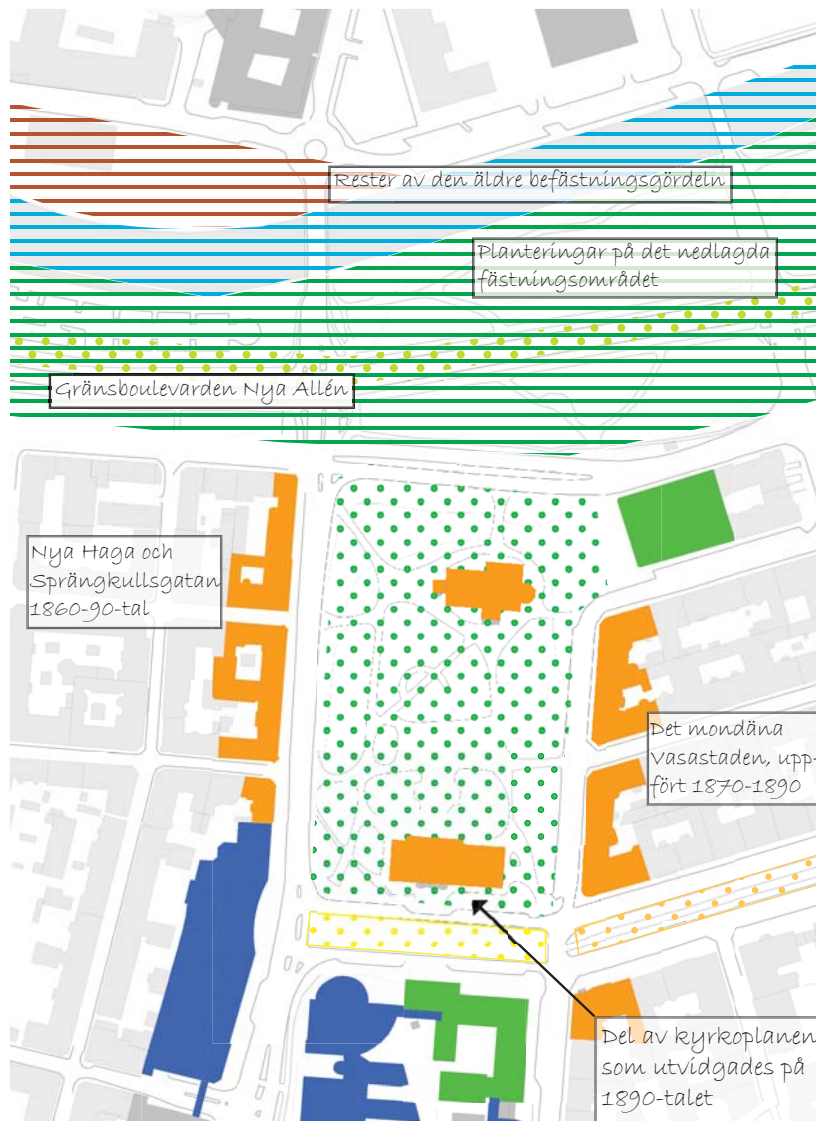 Rester av den äldre befästningsgördeln
Planteringar på det nedlagda
fästningsområdet
Gränsboulevarden Nya Allén
Nya Haga och
Sprängkullsgatan
1860-90-tal
Det mondäna
Vasastaden, upp-
fört 1870-1890
Del av kyrkoplanen
som utvidgades på
1890-talet